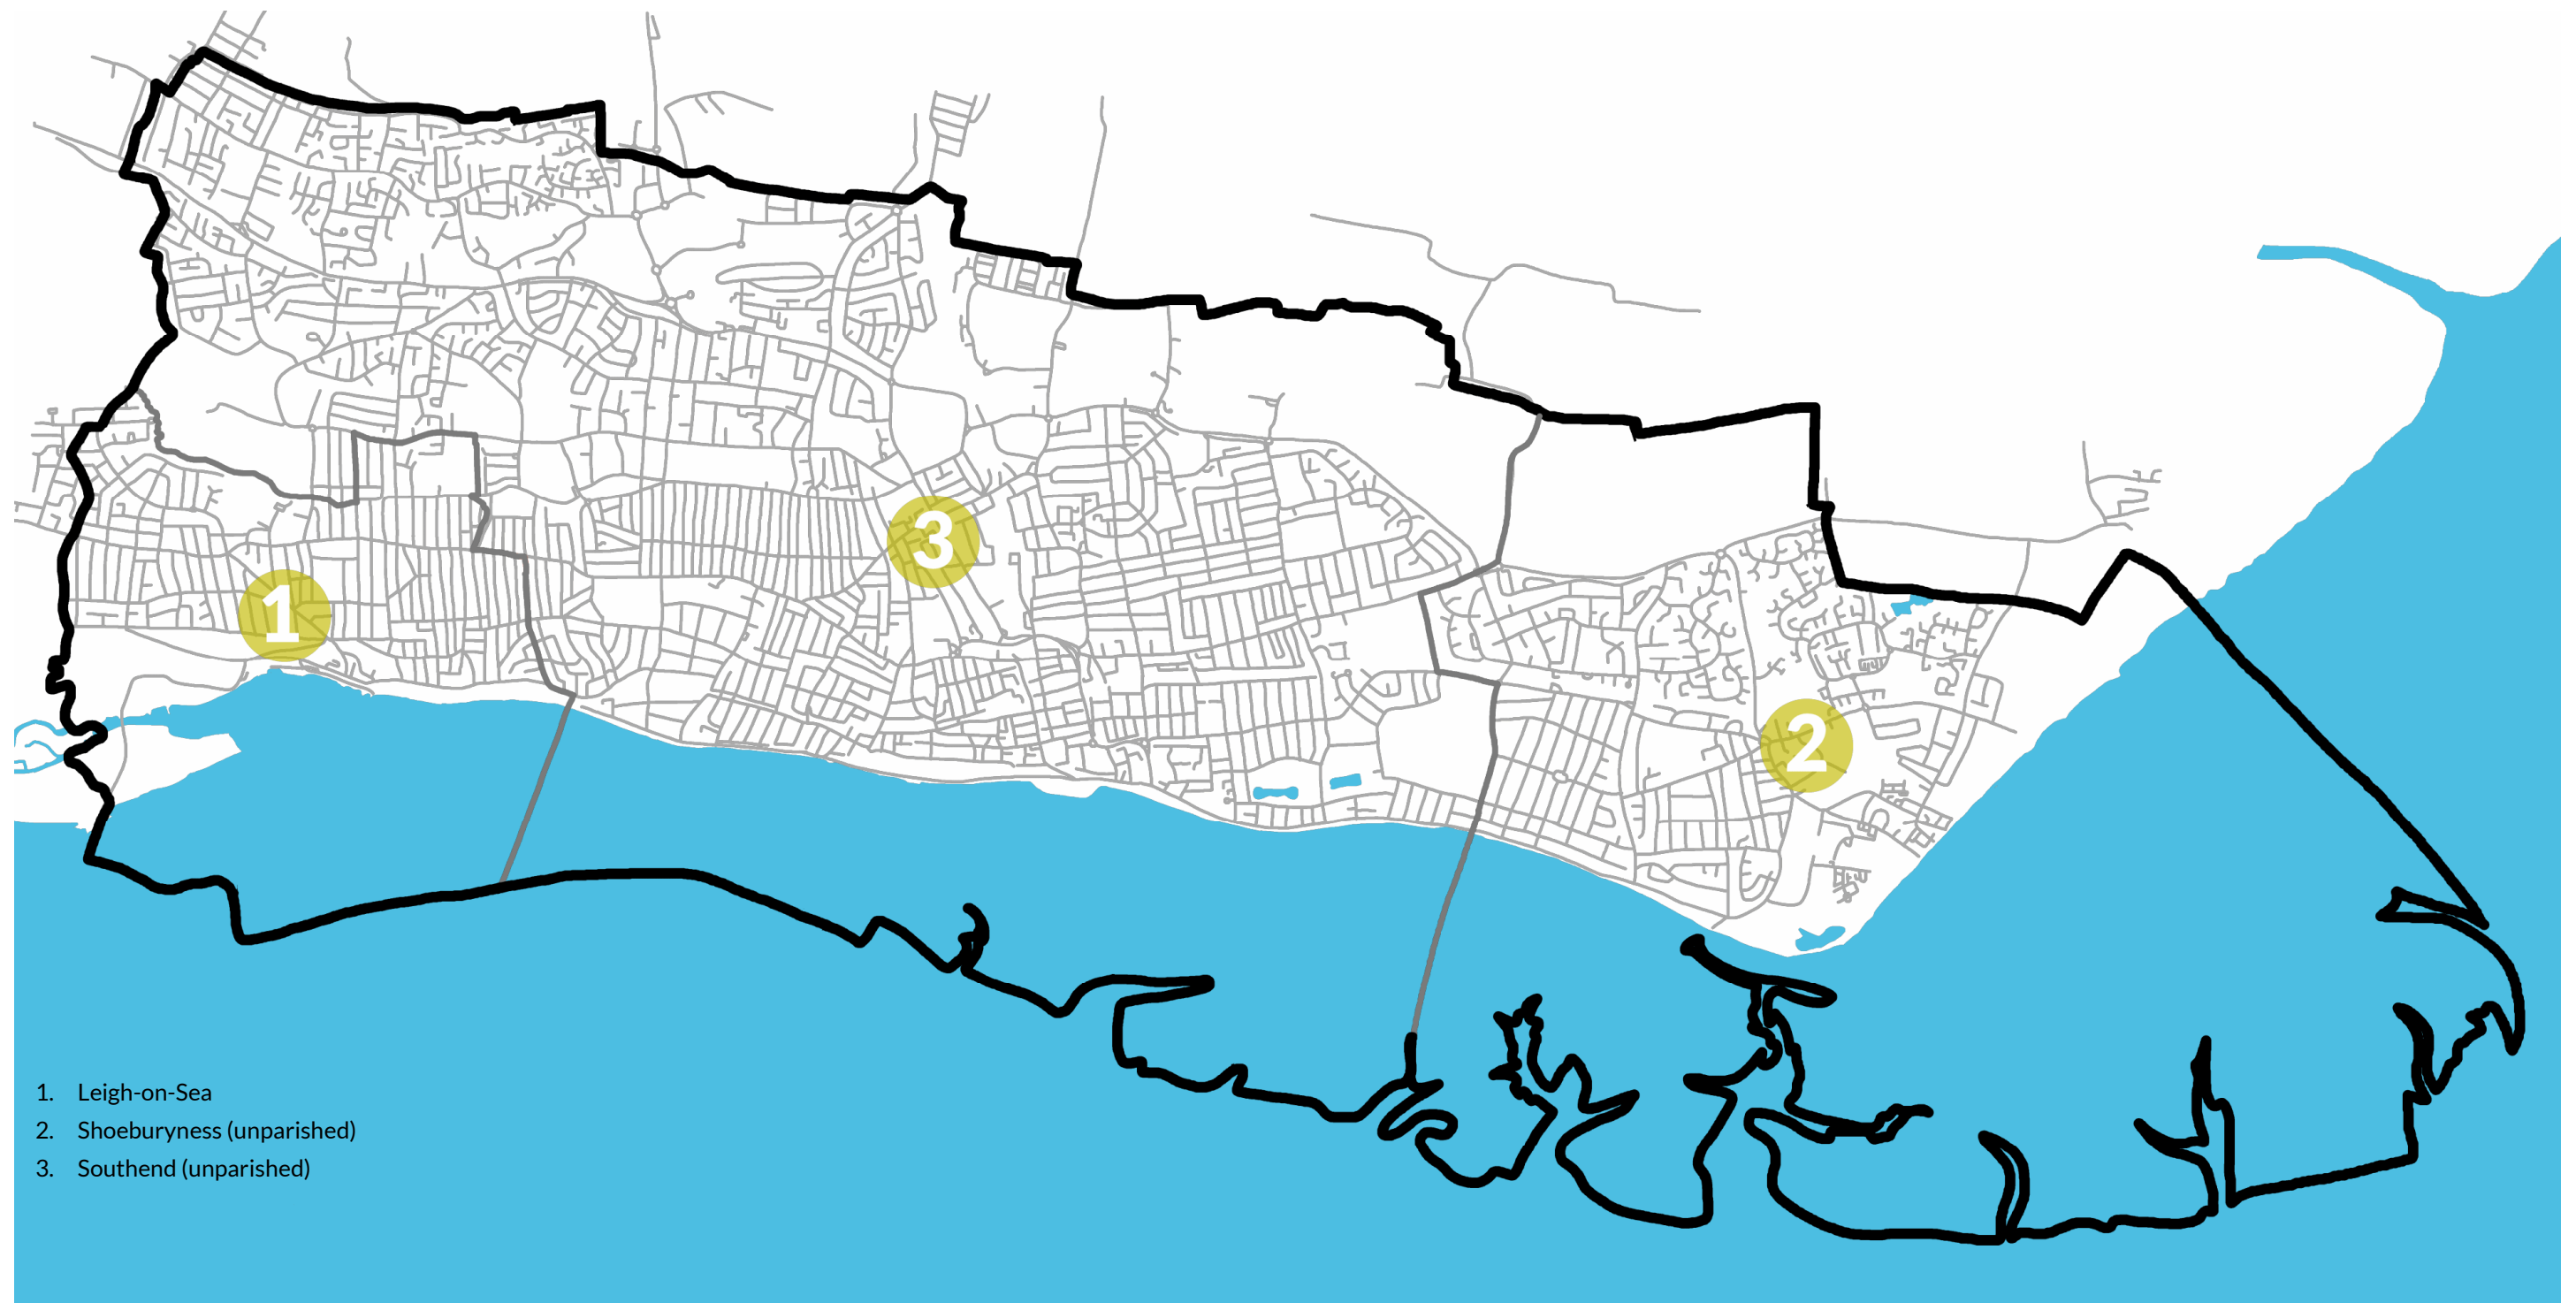 3
1
2
1. Leigh-on-Sea
2. Shoeburyness (unparished)
3. Southend (unparished)